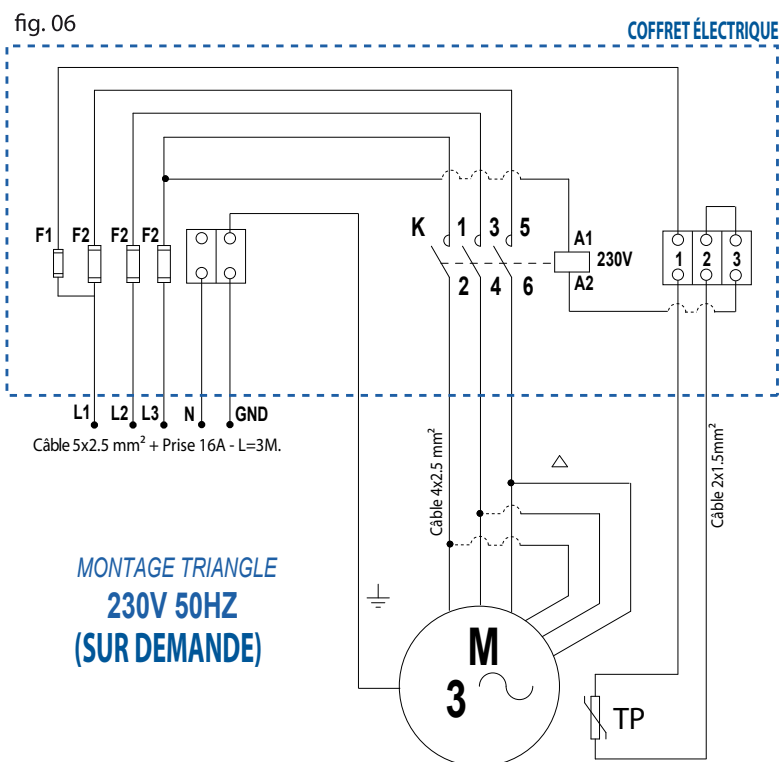 fig. 06
COFFRET ÉLECTRIQUE
F1 F2 F2 F2
K 1 3 5
2 4 6
A1
230V
A2
1 2 3
L1 L2 L3 N GND
Câble 5x2.5 mm² + Prise 16A - L=3M.
Câble 4x2.5 mm²
Câble 2x1.5mm²
MONTAGE TRIANGLE
230V 50HZ
(SUR DEMANDE)
M
3
TP